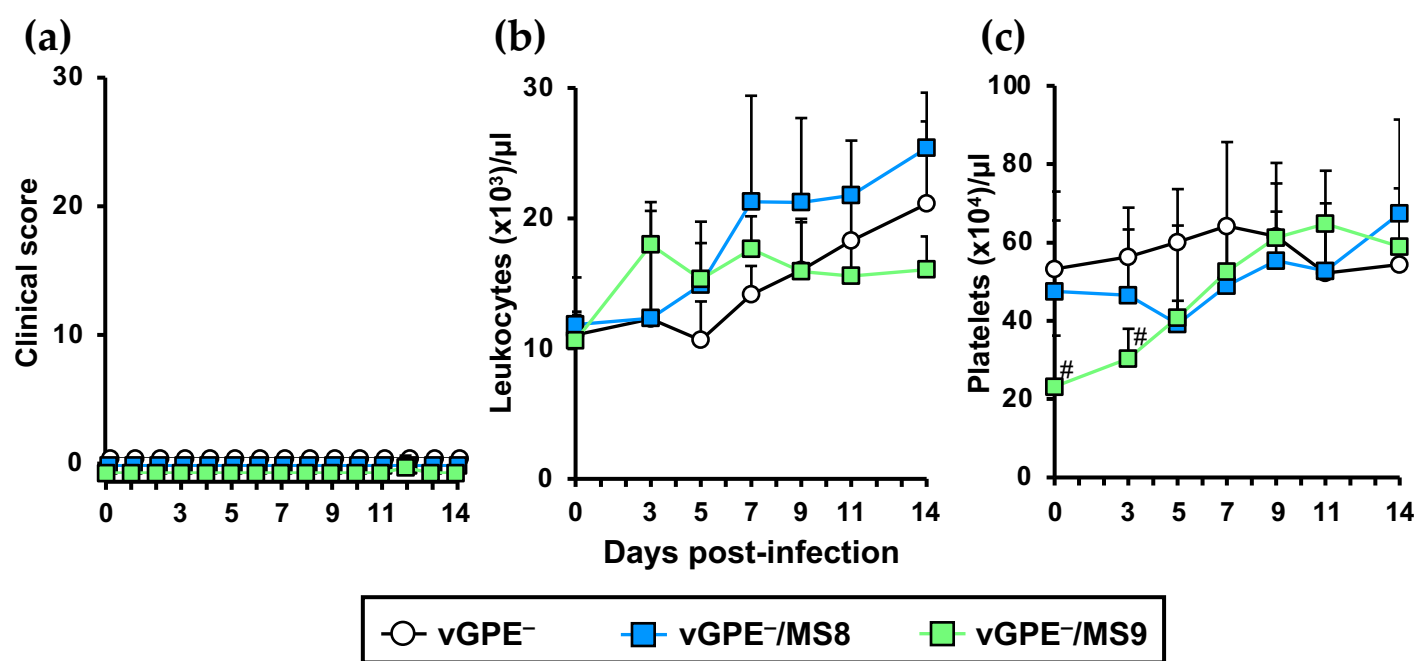 (a)
(b)
(c)
Clinical score
30
20
10
0
0 3 5 7 9 11 14
Leukocytes (x10³)/µl
30
20
10
0
0 3 5 7 9 11 14
Platelets (x10⁴)/µl
100
80
60
40
20
0
# #
0 3 5 7 9 11 14
Days post-infection
vGPE⁻ vGPE⁻/MS8 vGPE⁻/MS9